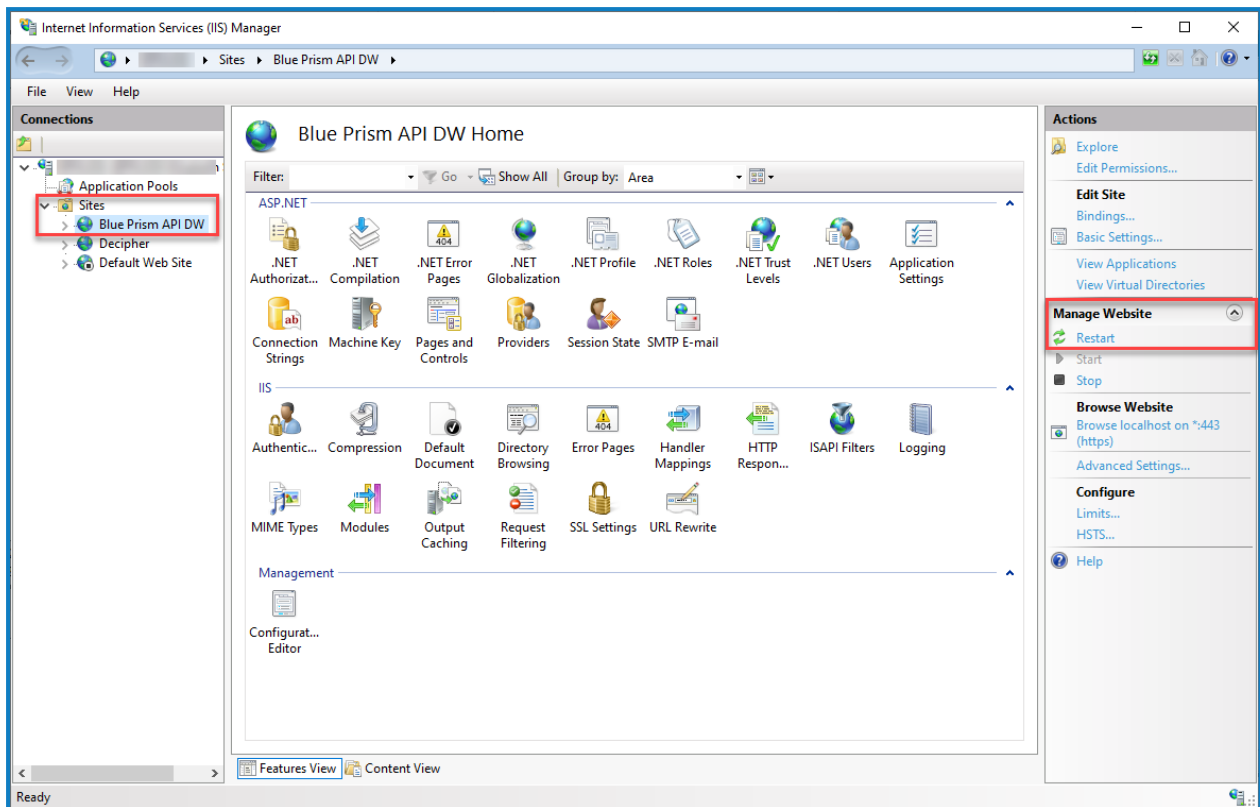 Internet Information Services (IIS) Manager
Sites Blue Prism API DW
File View Help
Connections
Application Pools
Sites
Blue Prism API DW
Decipher
Default Web Site
Blue Prism API DW Home
Filter: Go Show All Group by: Area
ASP.NET
.NET Authorizat...
.NET Compilation
.NET Error Pages
.NET Globalization
.NET Profile
.NET Roles
.NET Trust Levels
.NET Users
Application Settings
Connection Strings
Machine Key
Pages and Controls
Providers
Session State
SMTP E-mail
IIS
Authentic...
Compression
Default Document
Directory Browsing
Error Pages
Handler Mappings
HTTP Respon...
ISAPI Filters
Logging
MIME Types
Modules
Output Caching
Request Filtering
SSL Settings
URL Rewrite
Management
Configurat... Editor
Features View Content View
Ready
Actions
Explore
Edit Permissions...
Edit Site
Bindings...
Basic Settings...
View Applications
View Virtual Directories
Manage Website
Restart
Start
Stop
Browse Website
Browse localhost on *:443
(https)
Advanced Settings...
Configure
Limits...
HSTS...
Help